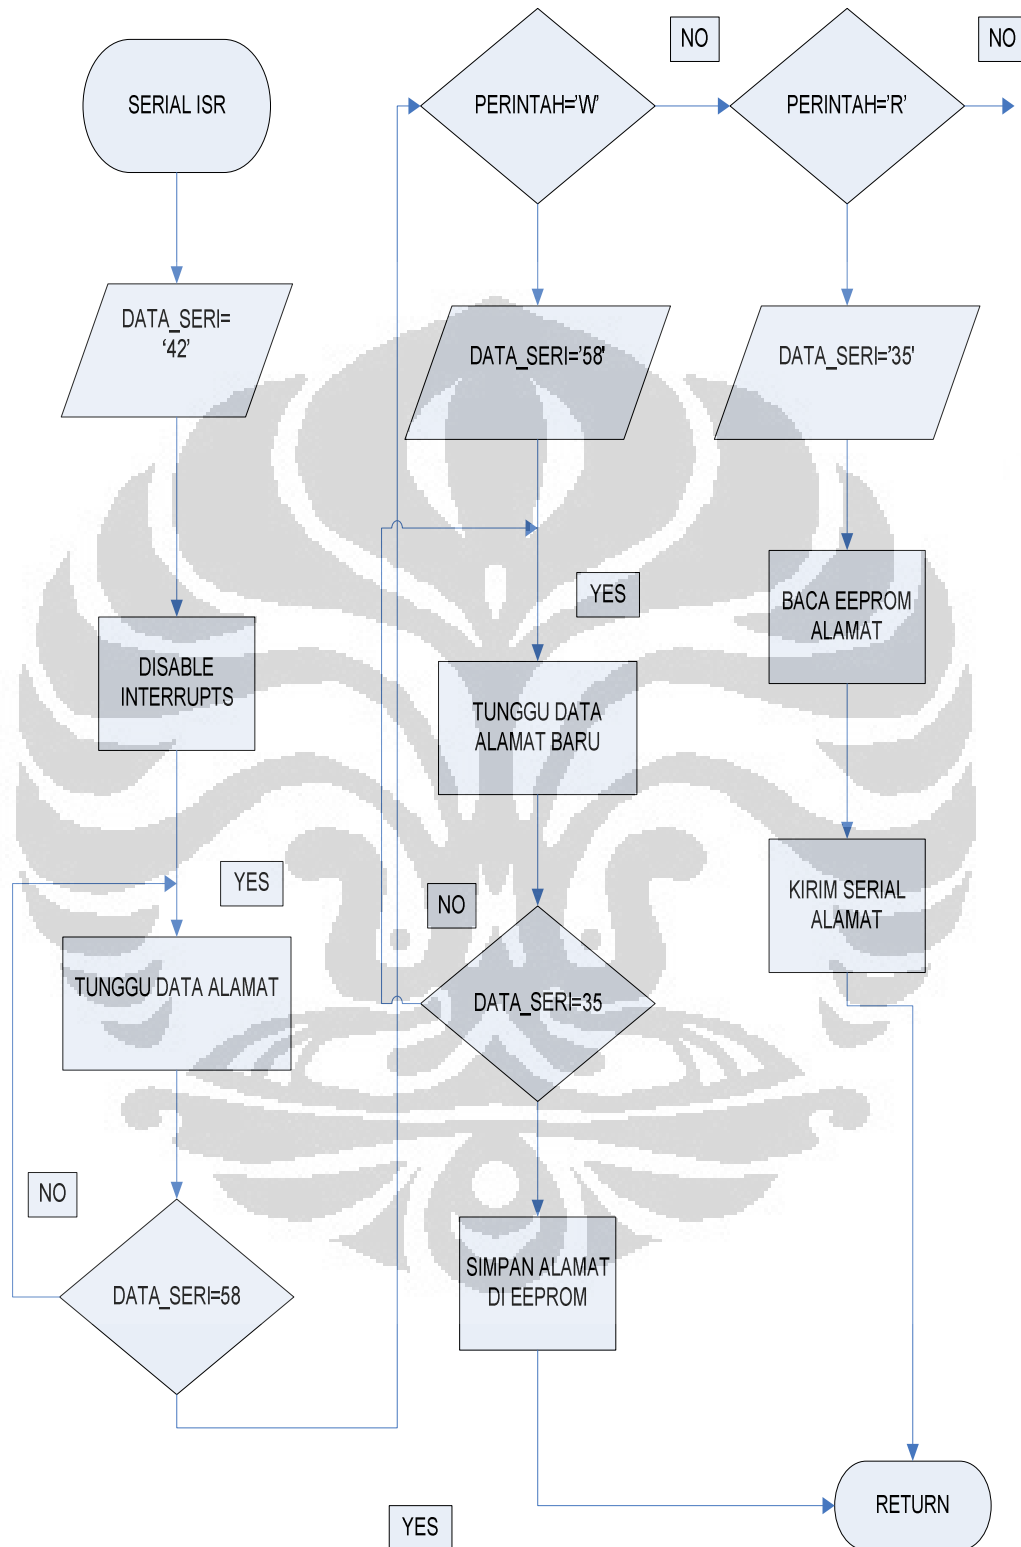 SERIAL ISR
DATA_SERI=
‘42’
DISABLE
INTERRUPTS
YES
TUNGGU DATA ALAMAT
NO
DATA_SERI=58
PERINTAH=’W’
NO
DATA_SERI=’58'
YES
TUNGGU DATA
ALAMAT BARU
NO
DATA_SERI=35
SIMPAN ALAMAT
DI EEPROM
YES
PERINTAH=’R’
NO
DATA_SERI=’35'
BACA EEPROM
ALAMAT
KIRIM SERIAL
ALAMAT
RETURN